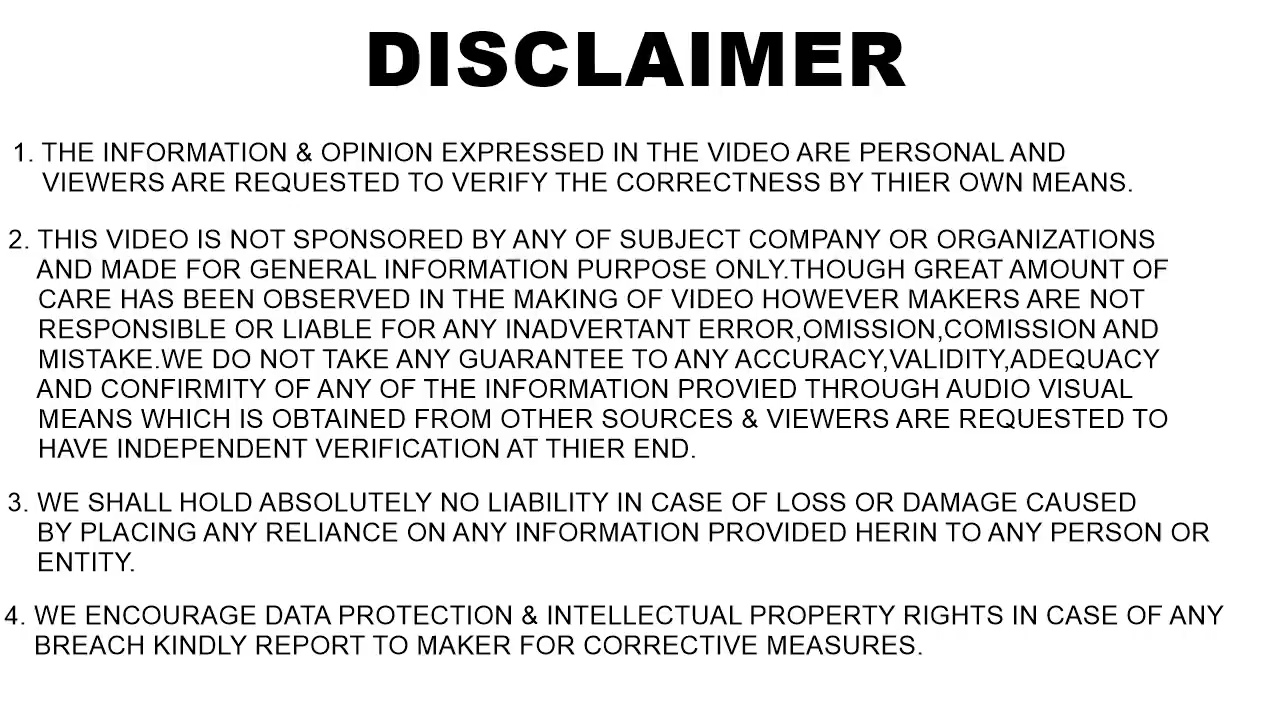 DISCLAIMER
1. THE INFORMATION & OPINION EXPRESSED IN THE VIDEO ARE PERSONAL AND
VIEWERS ARE REQUESTED TO VERIFY THE CORRECTNESS BY THIER OWN MEANS.
2. THIS VIDEO IS NOT SPONSORED BY ANY OF SUBJECT COMPANY OR ORGANIZATIONS
AND MADE FOR GENERAL INFORMATION PURPOSE ONLY.THOUGH GREAT AMOUNT OF
CARE HAS BEEN OBSERVED IN THE MAKING OF VIDEO HOWEVER MAKERS ARE NOT
RESPONSIBLE OR LIABLE FOR ANY INADVERTANT ERROR,OMISSION,COMISSION AND
MISTAKE.WE DO NOT TAKE ANY GUARANTEE TO ANY ACCURACY,VALIDITY,ADEQUACY
AND CONFIRMITY OF ANY OF THE INFORMATION PROVIED THROUGH AUDIO VISUAL
MEANS WHICH IS OBTAINED FROM OTHER SOURCES & VIEWERS ARE REQUESTED TO
HAVE INDEPENDENT VERIFICATION AT THIER END.
3. WE SHALL HOLD ABSOLUTELY NO LIABILITY IN CASE OF LOSS OR DAMAGE CAUSED
BY PLACING ANY RELIANCE ON ANY INFORMATION PROVIDED HERIN TO ANY PERSON OR
ENTITY.
4. WE ENCOURAGE DATA PROTECTION & INTELLECTUAL PROPERTY RIGHTS IN CASE OF ANY
BREACH KINDLY REPORT TO MAKER FOR CORRECTIVE MEASURES.